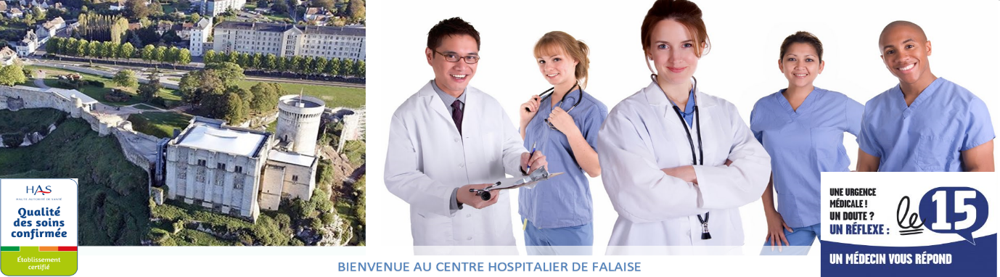 HAS
HAUTE AUTORITÉ DE SANTÉ
Qualité
des soins
confirmée
Établissement
certifié
BIENVENUE AU CENTRE HOSPITALIER DE FALAISE
UNE URGENCE
MÉDICALE !
UN DOUTE ?
UN RÉFLEXE :
le 15
UN MÉDECIN VOUS RÉPOND